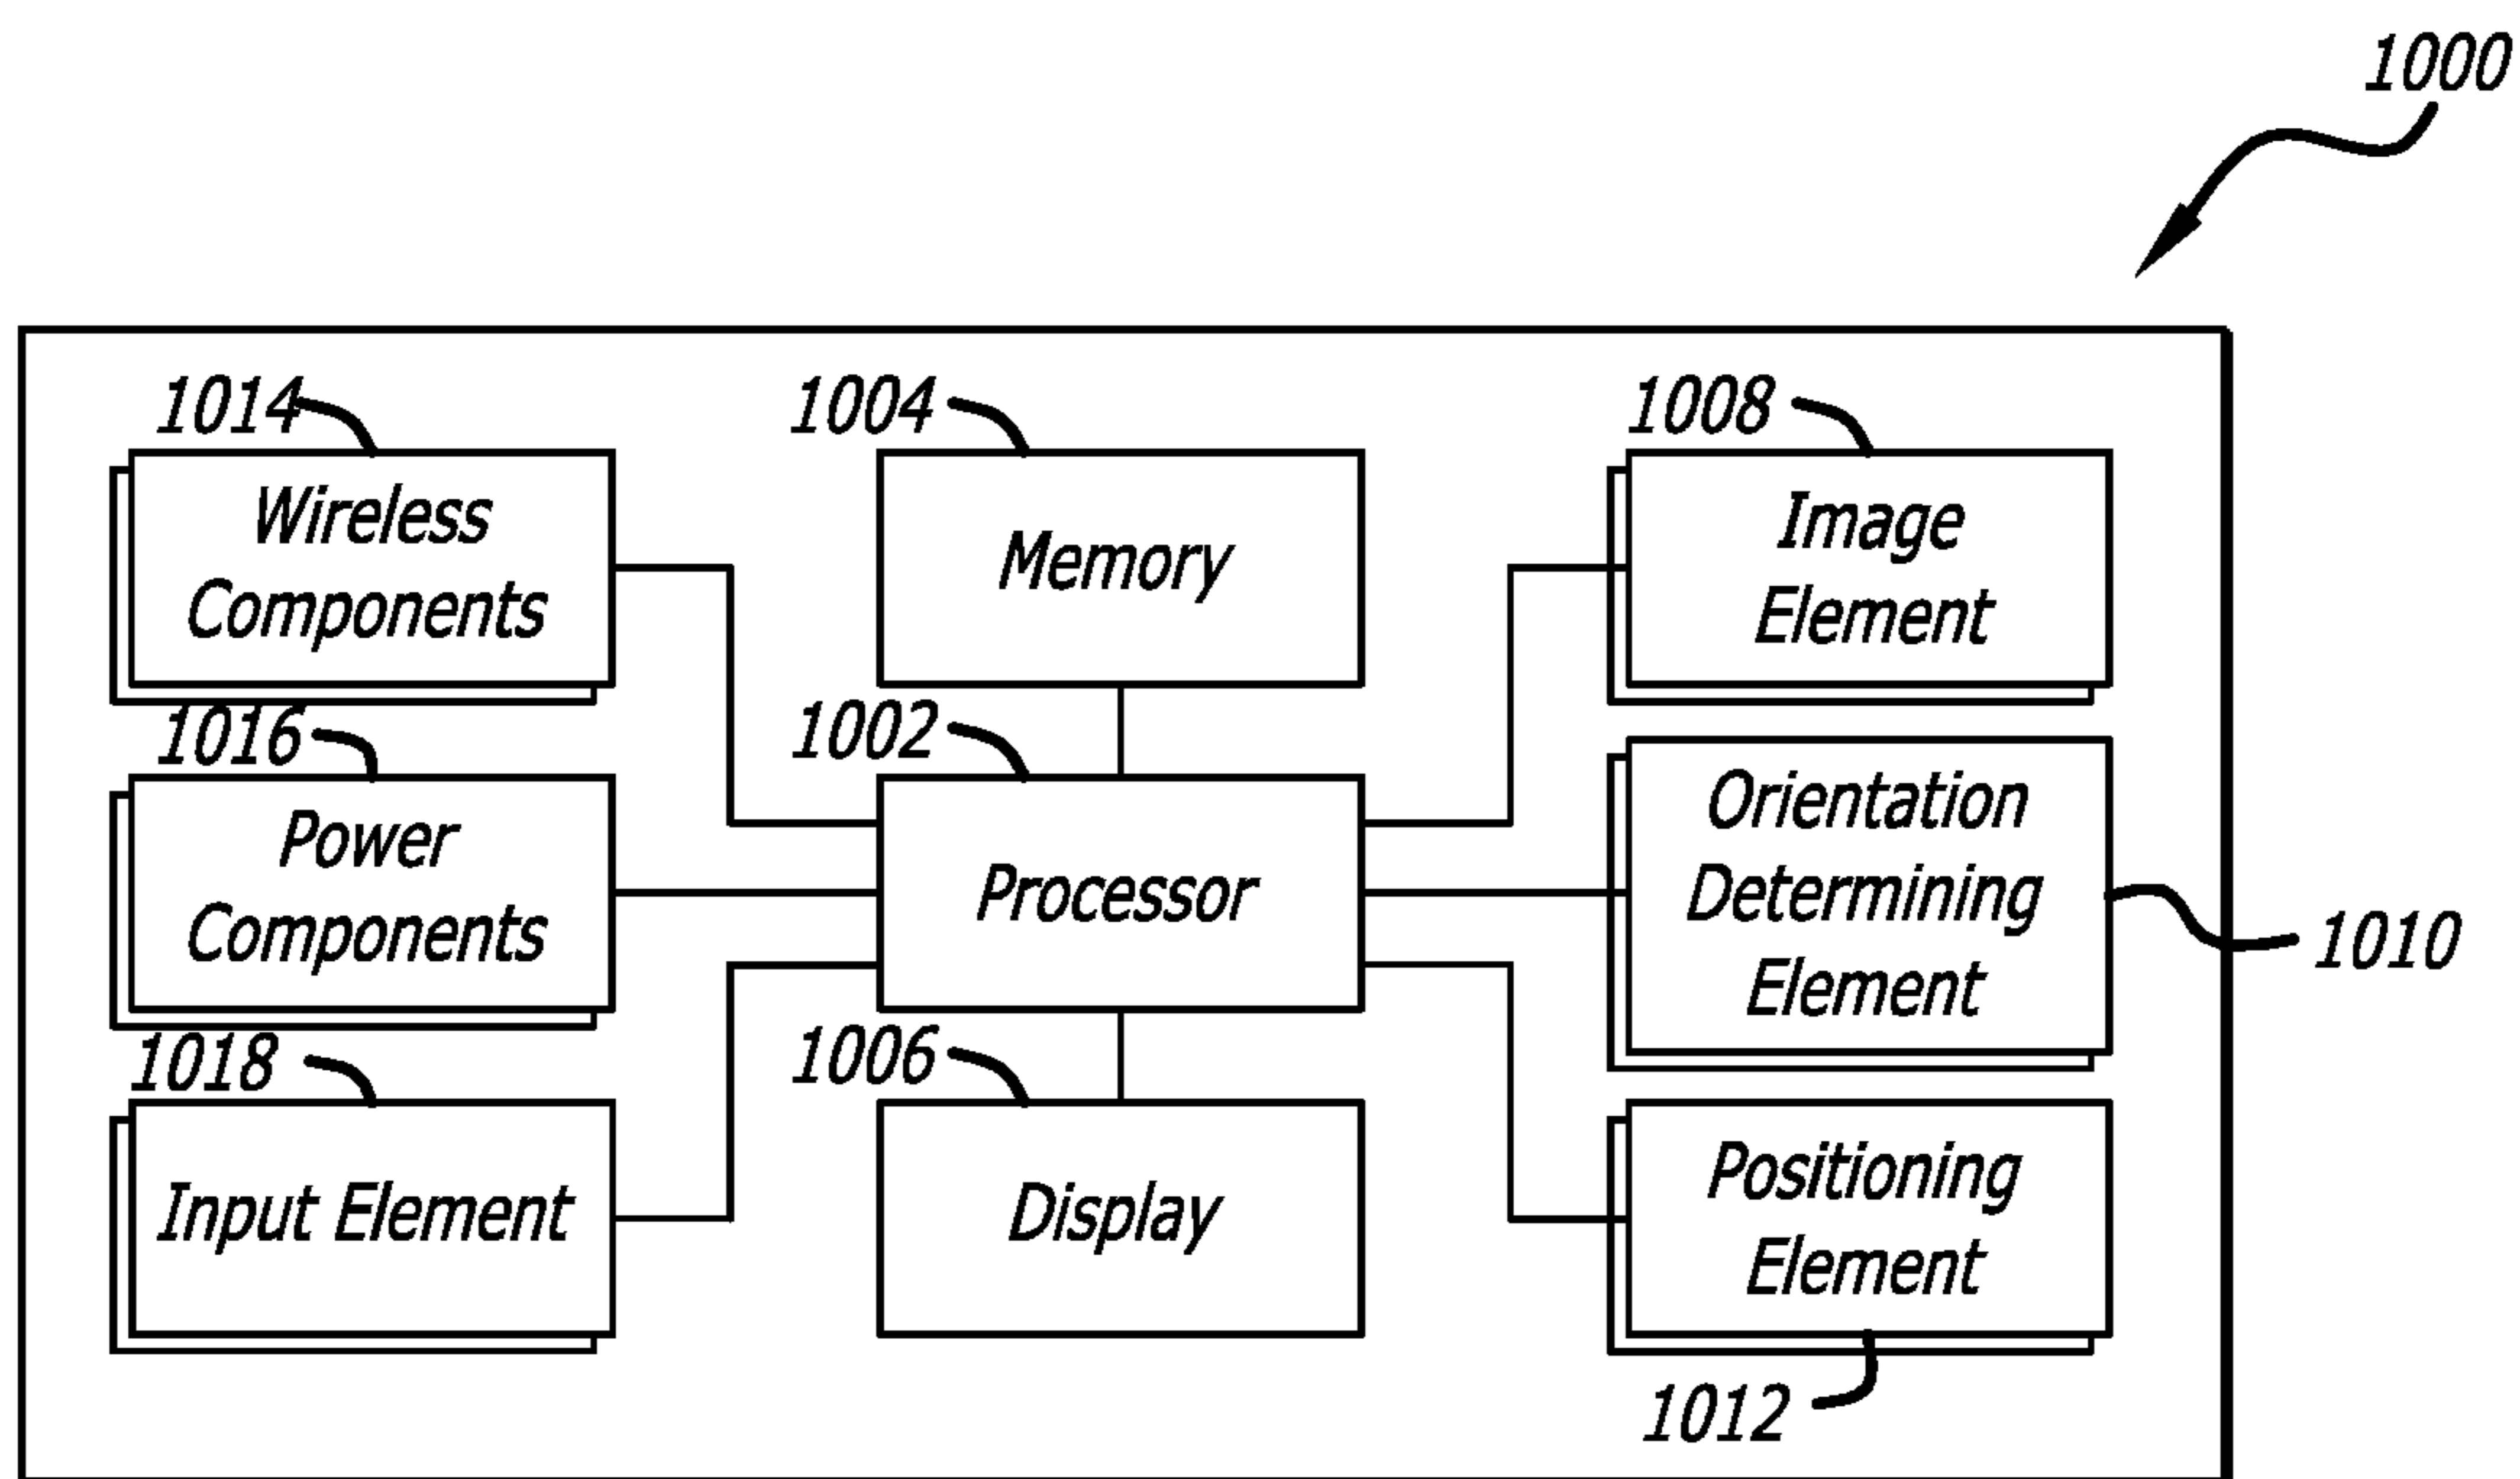 1000
1014
1004
1008
Wireless
Components
Memory
Image
Element
1016
1002
Power
Components
Processor
Orientation
Determining
Element
1010
1018
1006
Input Element
Display
Positioning
Element
1012